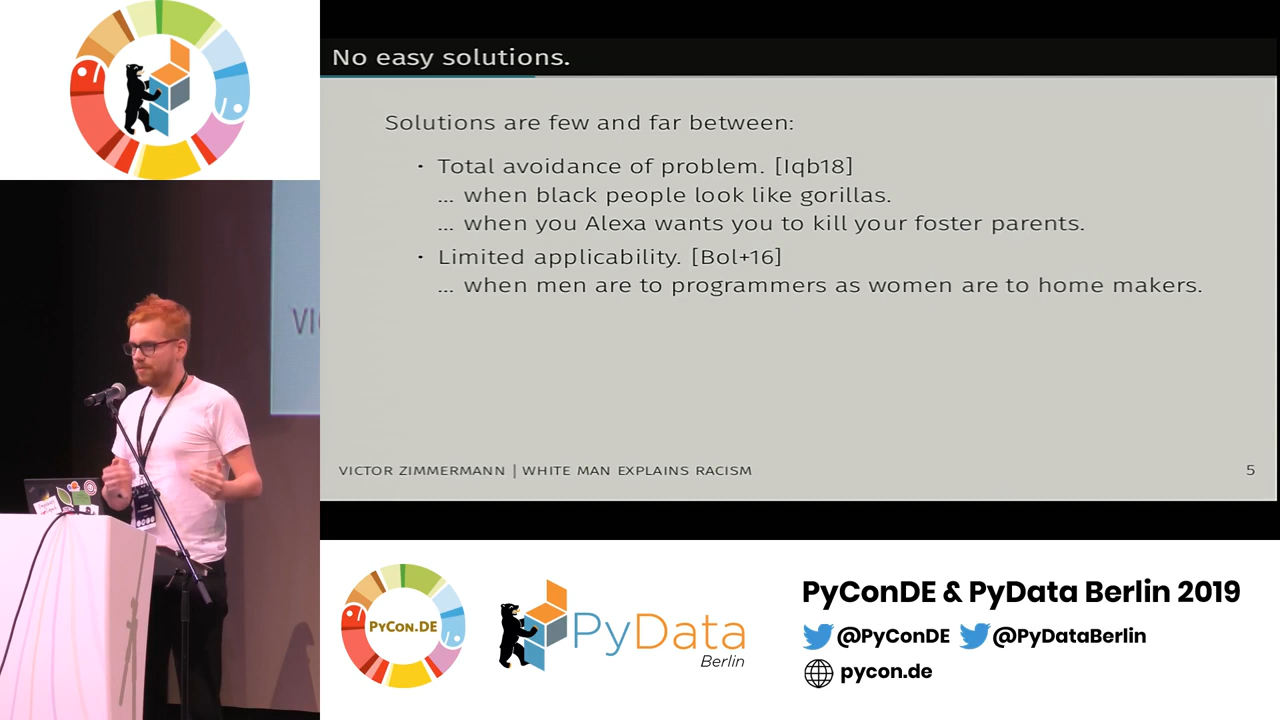 No easy solutions.
Solutions are few and far between:
· Total avoidance of problem. [Iqb18]
... when black people look like gorillas.
... when you Alexa wants you to kill your foster parents.
· Limited applicability. [Bol+16]
... when men are to programmers as women are to home makers.
VICTOR ZIMMERMANN | WHITE MAN EXPLAINS RACISM
5
VI
PYCON.DE
PyData
Berlin
PyConDE & PyData Berlin 2019
@PyConDE @PyDataBerlin
pycon.de